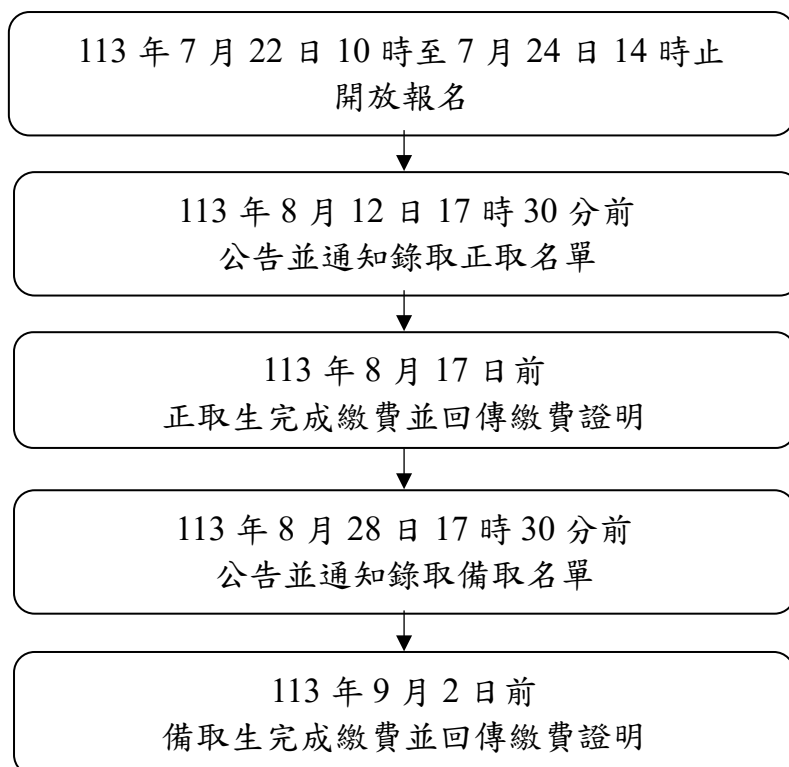 113 年 7 月 22 日 10 時至 7 月 24 日 14 時止
開放報名
113 年 8 月 12 日 17 時 30 分前
公告並通知錄取正取名單
113 年 8 月 17 日前
正取生完成繳費並回傳繳費證明
113 年 8 月 28 日 17 時 30 分前
公告並通知錄取備取名單
113 年 9 月 2 日前
備取生完成繳費並回傳繳費證明